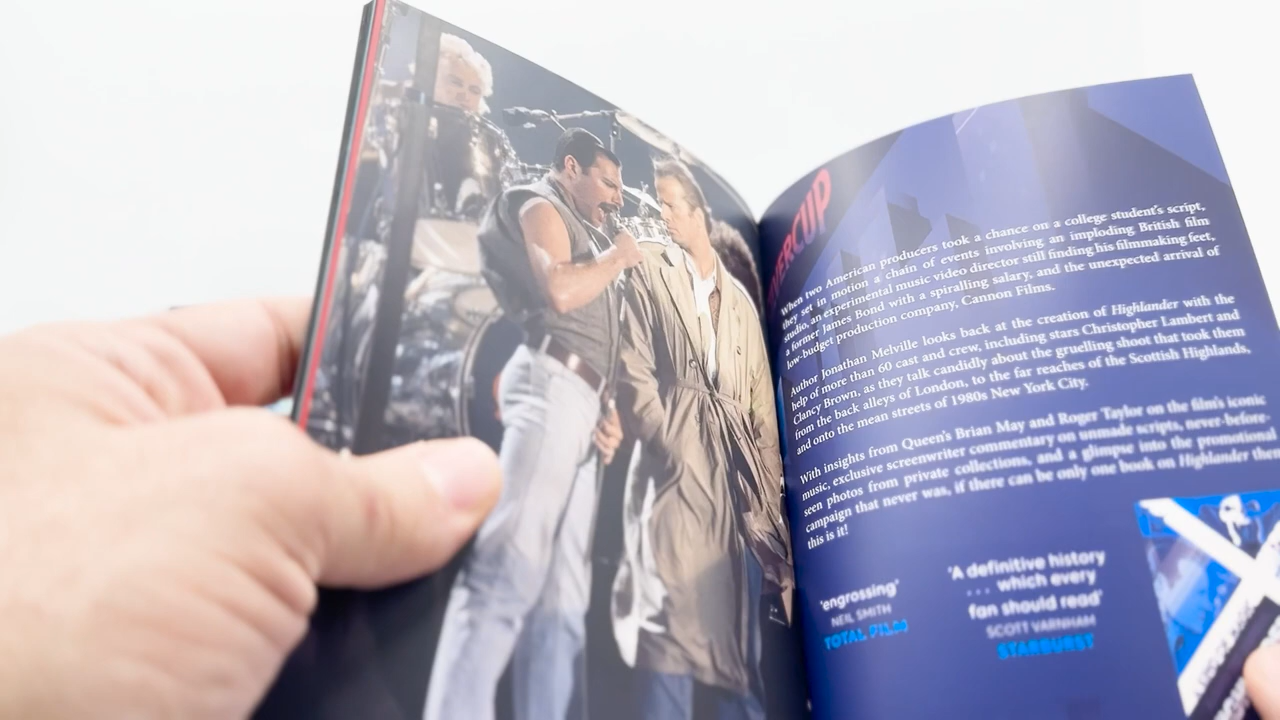 VERCUP
When two American producers took a chance on a college student's script,
they set in motion a chain of events involving an imploding British film
studio, an experimental music video director still finding his filmmaking feet,
a former James Bond with a spiralling salary, and the unexpected arrival of
low-budget production company, Cannon Films.
Author Jonathan Melville looks back at the creation of Highlander with the
help of more than 60 cast and crew, including stars Christopher Lambert and
Clancy Brown, as they talk candidly about the gruelling shoot that took them
from the back alleys of London, to the far reaches of the Scottish Highlands,
and onto the mean streets of 1980s New York City.
With insights from Queen's Brian May and Roger Taylor on the film's iconic
music, exclusive screenwriter commentary on unmade scripts, never-before-
seen photos from private collections, and a glimpse into the promotional
campaign that never was, if there can be only one book on Highlander then
this is it!
'engrossing'
NEIL SMITH
TOTAL FILM
'A definitive history
. . . which every
fan should read'
SCOTT VARNHAM
STARBURST